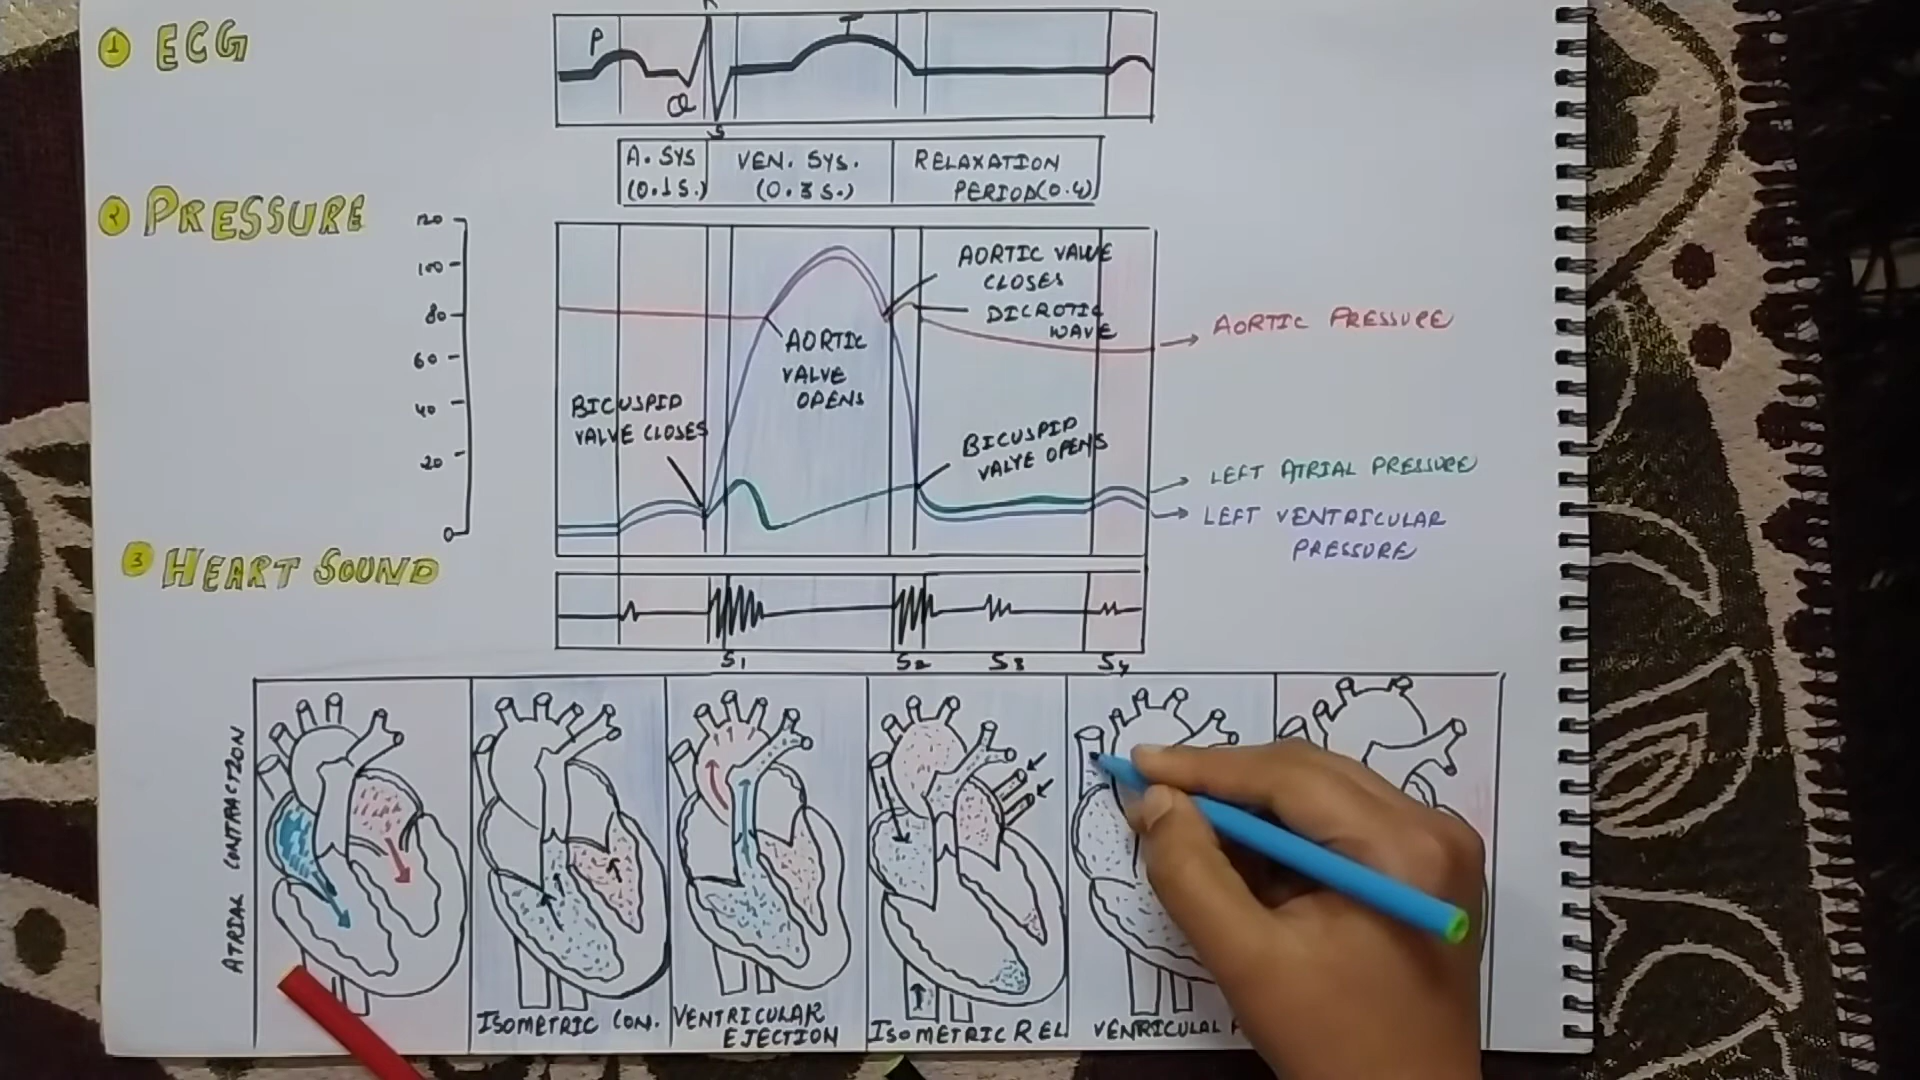 1 ECG
P
R
T
Q
S
A. SYS
(0.1 S.)
VEN. SYS.
(0.3 S.)
RELAXATION
PERIOD(0.4)
2 PRESSURE
120
100
80
60
40
20
0
AORTIC VALVE
CLOSES
DICROTIC
WAVE
AORTIC
VALVE
OPENS
BICUSPID
VALVE CLOSES
BICUSPID
VALVE OPENS
AORTIC PRESSURE
LEFT ATRIAL PRESSURE
LEFT VENTRICULAR
PRESSURE
3 HEART SOUND
S1
S2
S3
S4
ATRIAL CONTRACTION
ISOMETRIC CON.
VENTRICULAR
EJECTION
ISOMETRIC REL
VENRICULAL